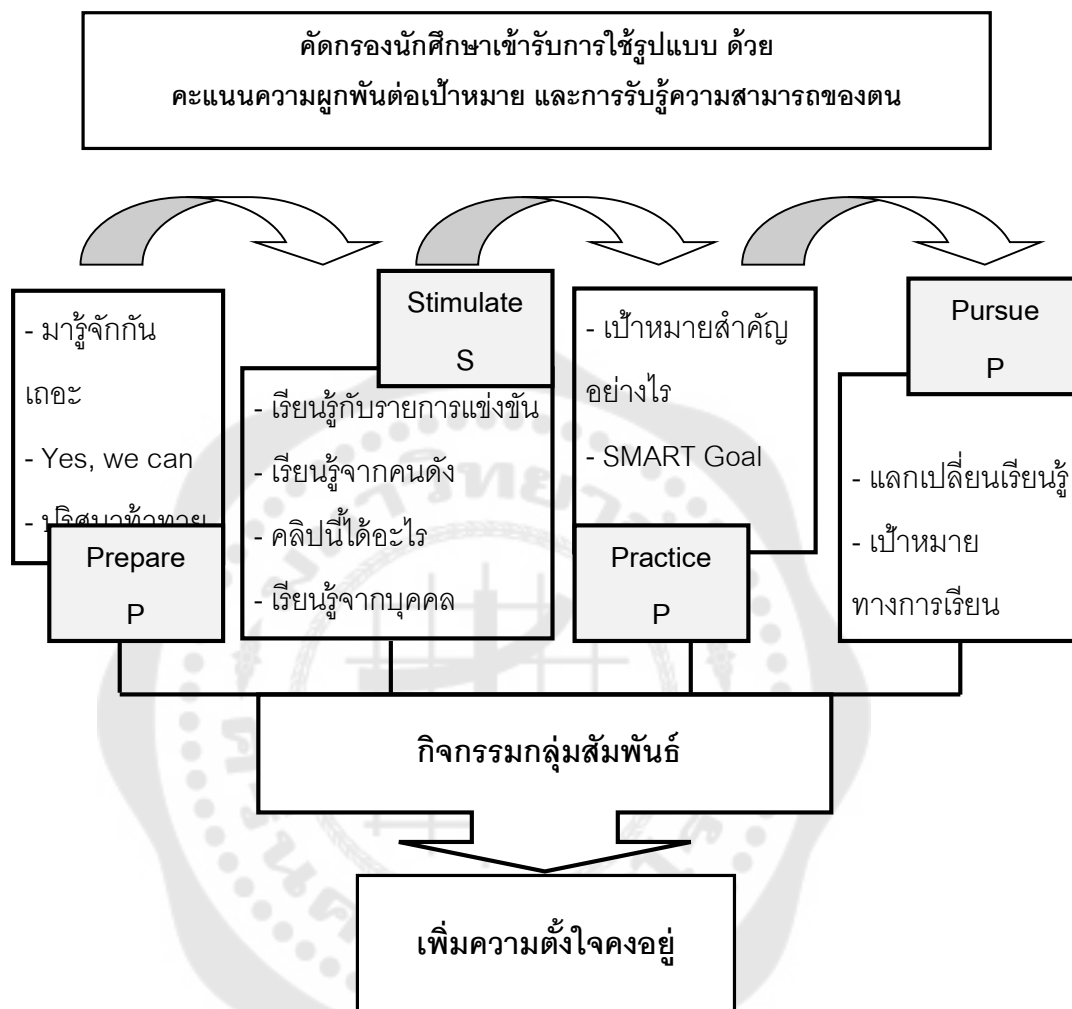 คัดกรองนักศึกษาเข้ารับการใช้รูปแบบ ด้วย
คะแนนความผูกพันต่อเป้าหมาย และการรับรู้ความสามารถของตน
- มารู้จักกัน
เถอะ
- Yes, we can
- ปริศนาท้าทาย
Prepare
P
Stimulate
S
- เรียนรู้กับรายการแข่งขัน
- เรียนรู้จากคนดัง
- คลิปนี้ได้อะไร
- เรียนรู้จากบุคคล
- เป้าหมายสำคัญ
อย่างไร
- SMART Goal
Practice
P
Pursue
P
- แลกเปลี่ยนเรียนรู้
- เป้าหมาย
ทางการเรียน
กิจกรรมกลุ่มสัมพันธ์
เพิ่มความตั้งใจคงอยู่